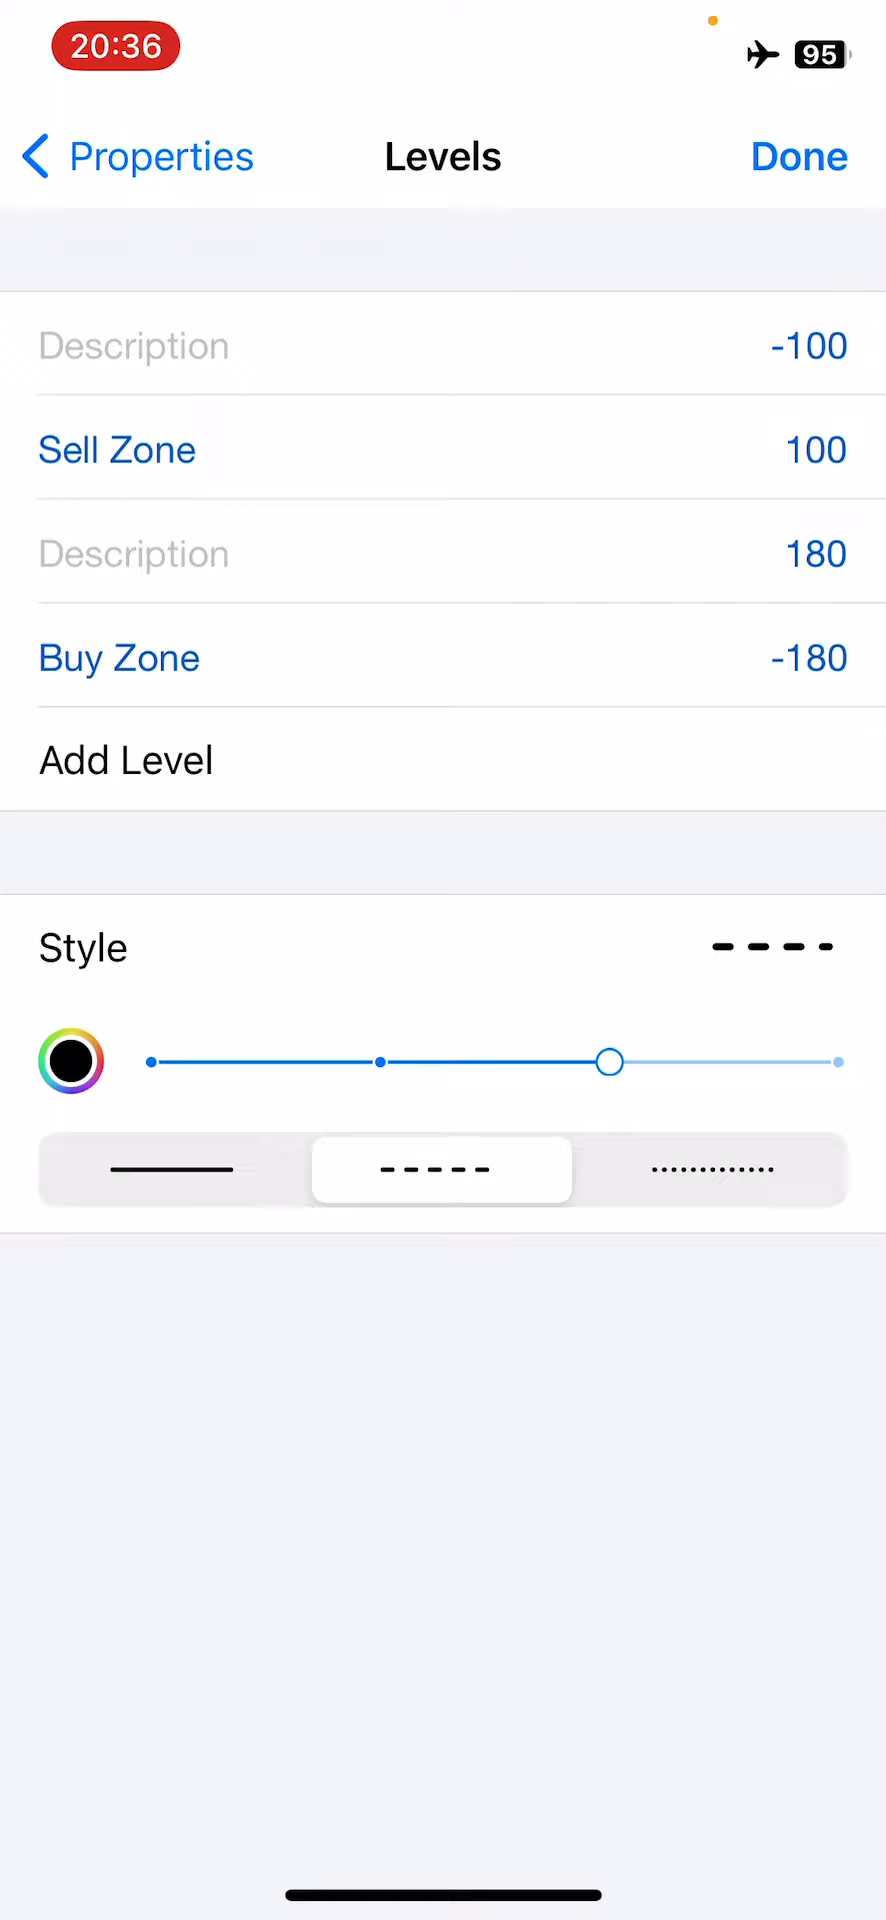 20:36
95
Properties
Levels
Done
Description
-100
Sell Zone
100
Description
180
Buy Zone
-180
Add Level
Style